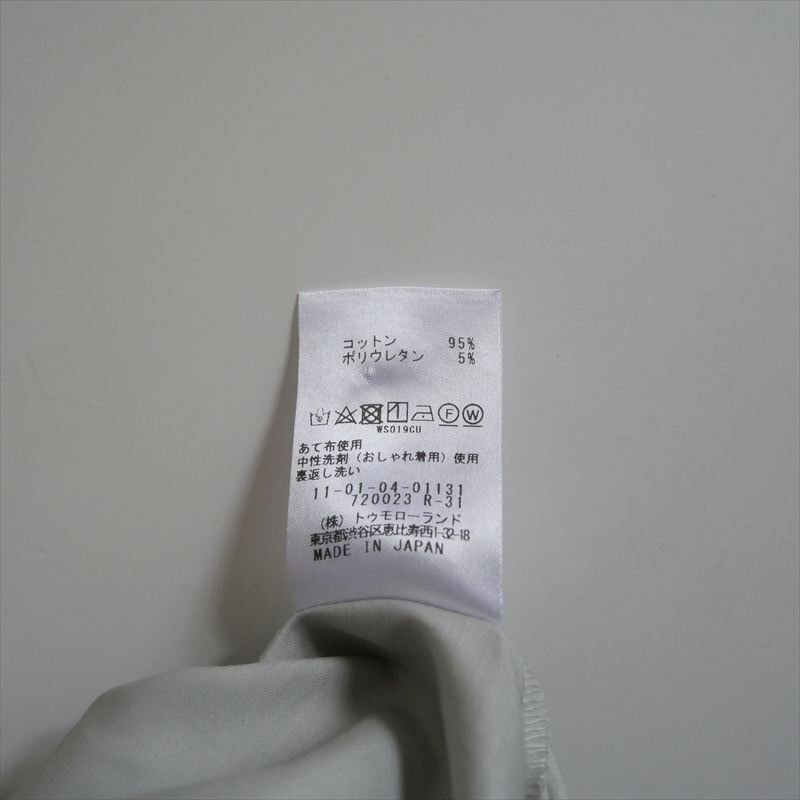 コットン 95%
ポリウレタン 5%
F W
WS019CU
あて布使用
中性洗剤(おしゃれ着用)使用
裏返し洗い
11-01-04-01131
720023 R-31
(株) トゥモローランド
東京都渋谷区恵比寿西1-32-18
MADE IN JAPAN